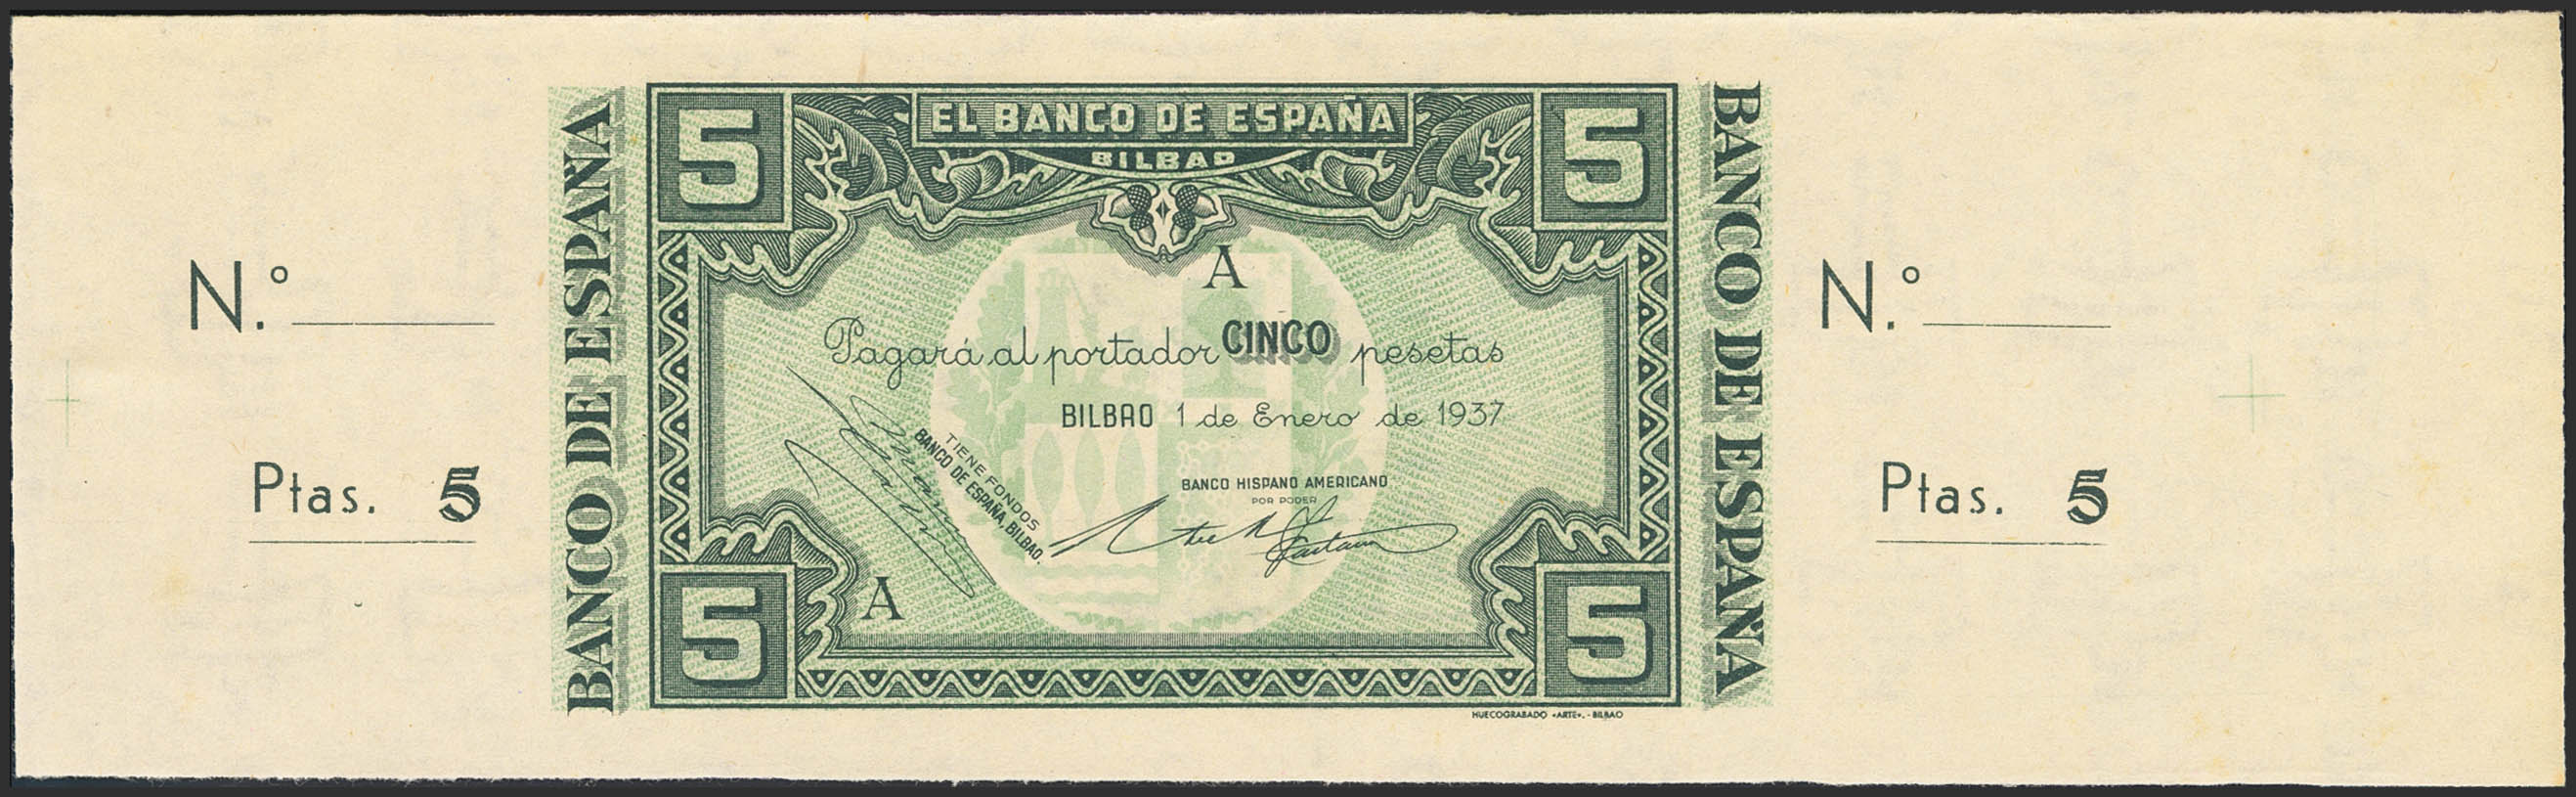 N.º
Ptas. 5
BANCO DE ESPAÑA
5
EL BANCO DE ESPAÑA
5
BILBAO
A
Pagará al portador CINCO pesetas
BILBAO 1 de Enero de 1937
TIENE FONDOS
BANCO DE ESPAÑA, BILBAO.
BANCO HISPANO AMERICANO
POR PODER
A
5
5
HUECOGRABADO «ARTE». - BILBAO
BANCO DE ESPAÑA
N.º
Ptas. 5